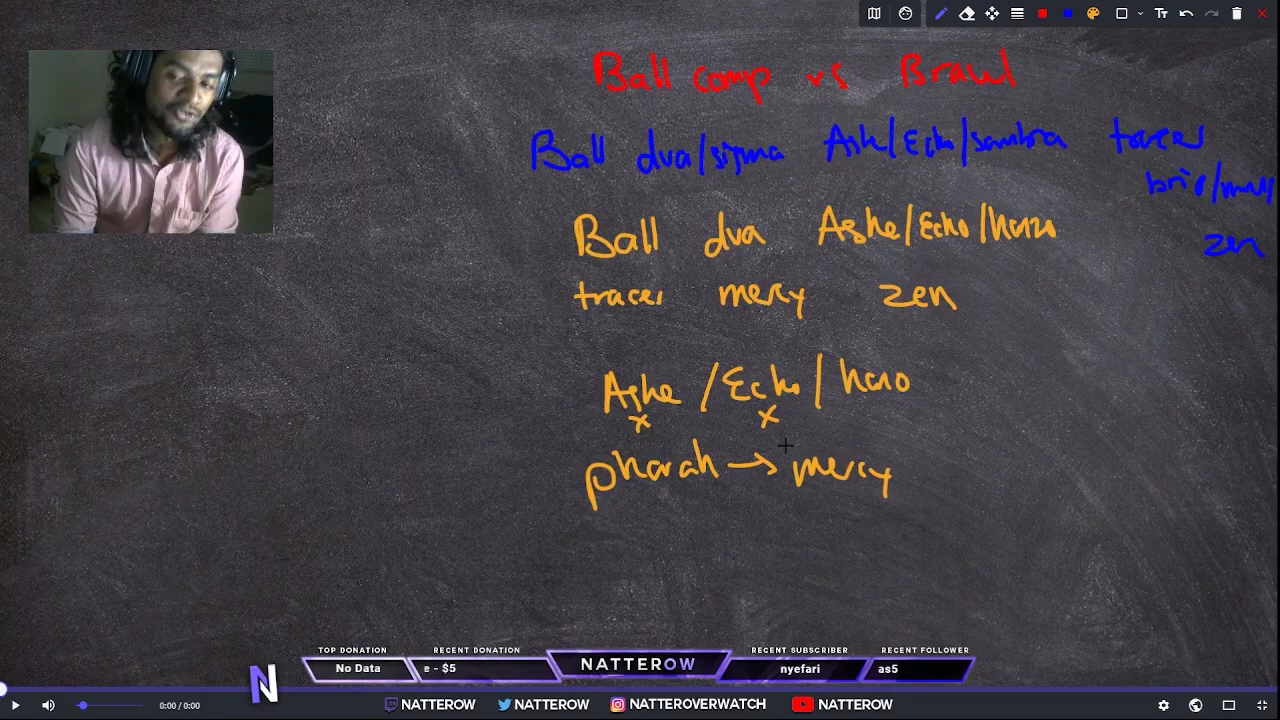 Ball comp vs Brawl
Ball dva/sigma Ashe/Echo/sombra tracer
brig/mercy
zen
Ball dva Ashe/Echo/hanzo
tracer mercy zen
Ashe / Echo / hanzo
x x
pharah → mercy
TOP DONATION RECENT DONATION RECENT SUBSCRIBER RECENT FOLLOWER
No Data e - $5 NATTEROW nyefari as5
N
0:00 / 0:00 NATTEROW NATTEROW NATTEROVERWATCH NATTEROW